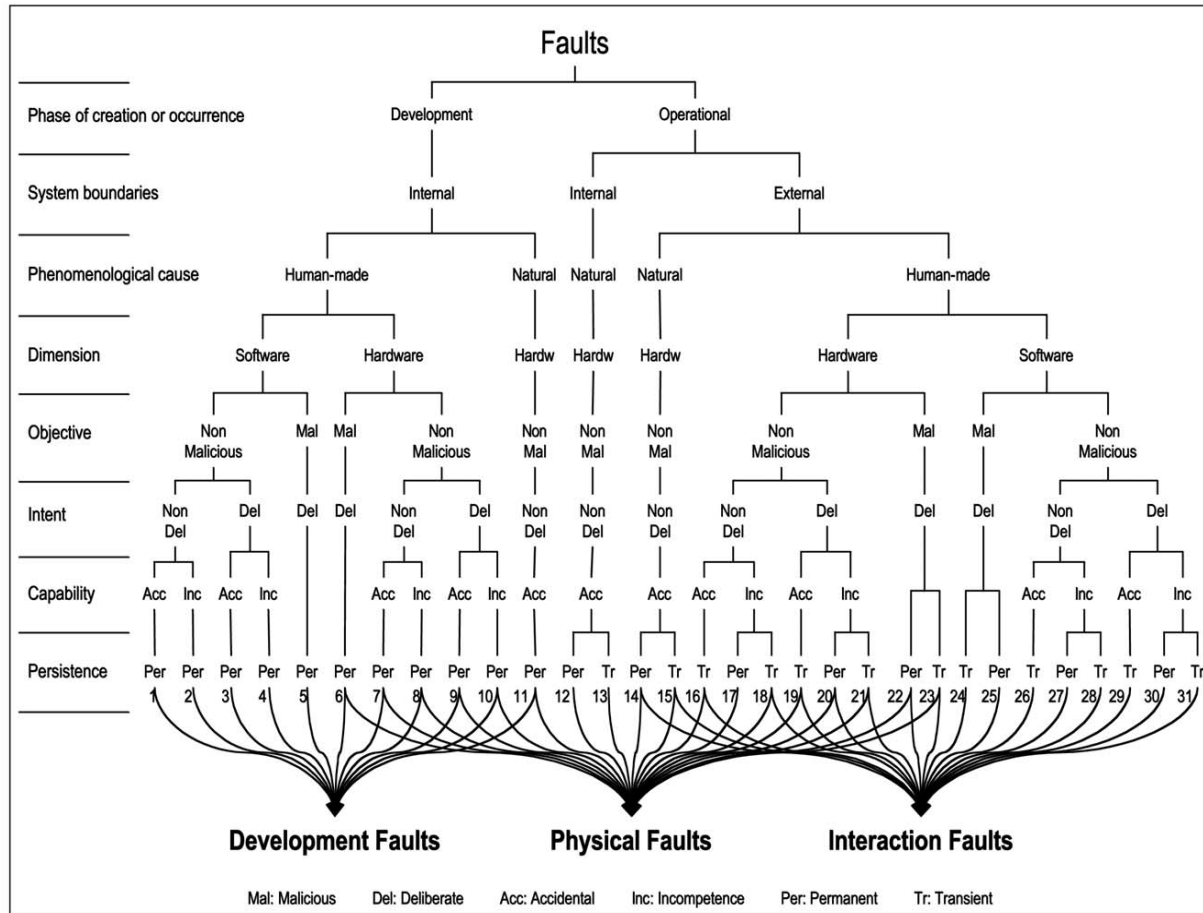 Faults
Phase of creation or occurrence Development Operational
System boundaries Internal Internal External
Phenomenological cause Human-made Natural Natural Natural Human-made
Dimension Software Hardware Hardw Hardw Hardw Hardware Software
Objective Non Mal Mal Non Non Non Non Non Mal Mal Non
Malicious Malicious Mal Mal Mal Malicious Malicious
Intent Non Del Del Del Non Del Non Non Non Non Del Del Del Non Del
Del Del Del Del Del Del Del
Capability Acc Inc Acc Inc Acc Inc Acc Inc Acc Acc Acc Acc Inc Acc Inc Acc Inc Acc Inc
Persistence Per Per Per Per Per Per Per Per Per Per Per Per Tr Per Tr Tr Per Tr Tr Per Tr Per Tr Tr Per Tr Per Tr Tr Per Tr
1 2 3 4 5 6 7 8 9 10 11 12 13 14 15 16 17 18 19 20 21 22 23 24 25 26 27 28 29 30 31
Development Faults Physical Faults Interaction Faults
Mal: Malicious Del: Deliberate Acc: Accidental Inc: Incompetence Per: Permanent Tr: Transient